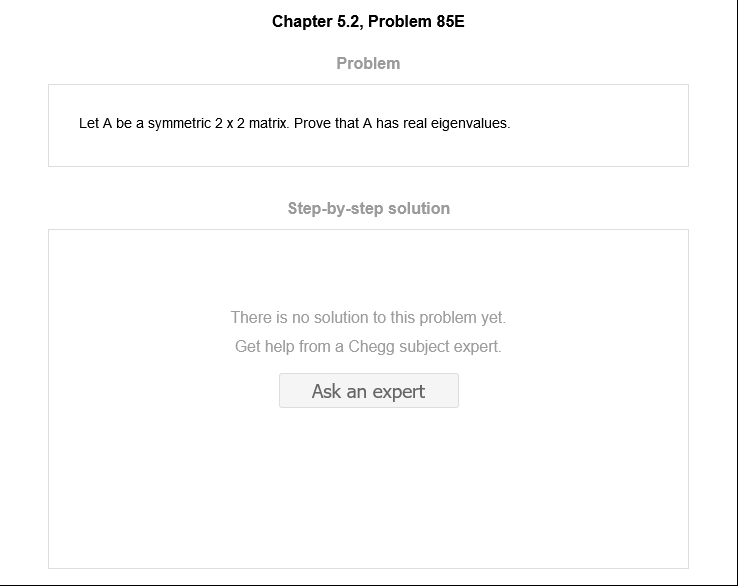 Chapter 5.2, Problem 85E
Problem
Let A be a symmetric 2 x 2 matrix. Prove that A has real eigenvalues.
Step-by-step solution
There is no solution to this problem yet.
Get help from a Chegg subject expert.
Ask an expert